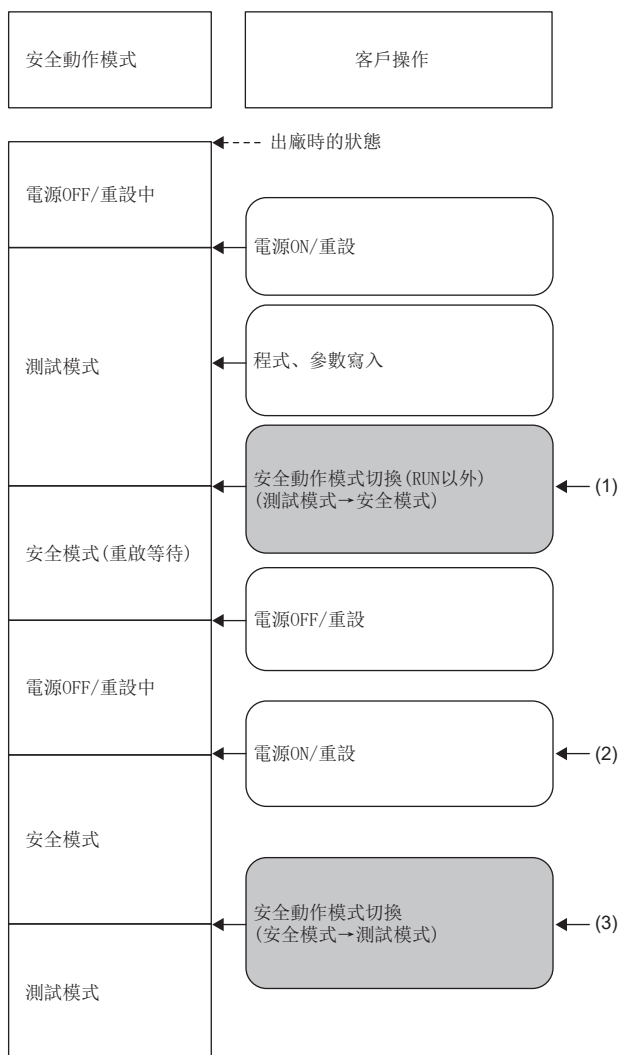 安全動作模式
客戶操作
出廠時的狀態
電源OFF/重設中
電源ON/重設
測試模式
程式、參數寫入
安全動作模式切換(RUN以外)
(測試模式→安全模式)
(1)
安全模式(重啟等待)
電源OFF/重設
電源OFF/重設中
電源ON/重設
(2)
安全模式
安全動作模式切換
(安全模式→測試模式)
(3)
測試模式